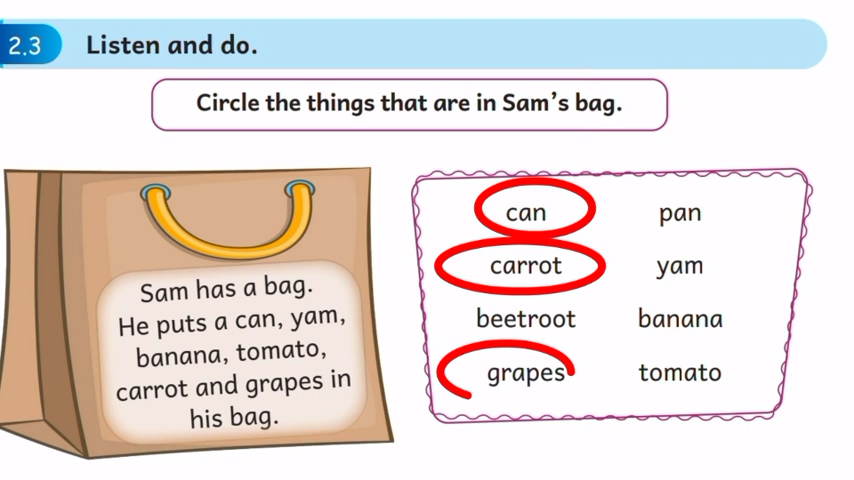 2.3 Listen and do.
Circle the things that are in Sam's bag.
Sam has a bag.
He puts a can, yam,
banana, tomato,
carrot and grapes in
his bag.
can pan
carrot yam
beetroot banana
grapes tomato